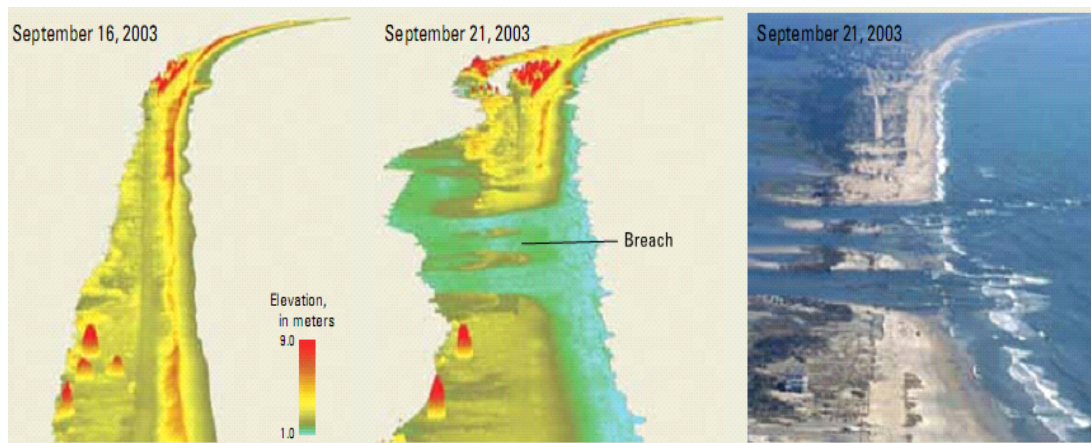 September 16, 2003
September 21, 2003
September 21, 2003
Breach
Elevation,
in meters
9.0
1.0